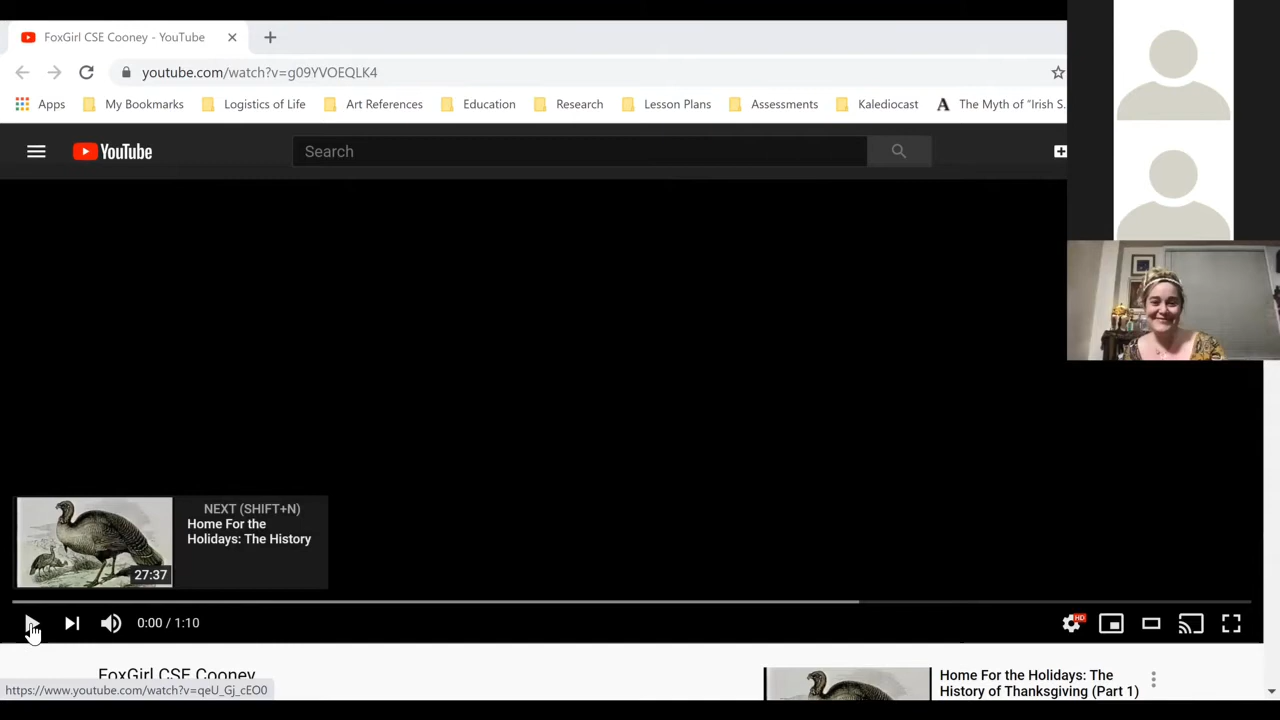 FoxGirl CSE Cooney - YouTube
youtube.com/watch?v=g09YVOEQLK4
Apps My Bookmarks Logistics of Life Art References Education Research Lesson Plans Assessments Kalediocast The Myth of "Irish S.
YouTube
Search
NEXT (SHIFT+N)
Home For the
Holidays: The History
27:37
0:00 / 1:10
HD
FoxGirl CSE Cooney
https://www.youtube.com/watch?v=qeU_Gj_cEO0
Home For the Holidays: The
History of Thanksgiving (Part 1)